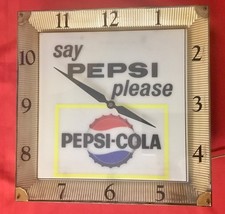 11 12 1
10 2
say
PEPSI
please
9 3
PEPSI-COLA
8 4
7 6 5